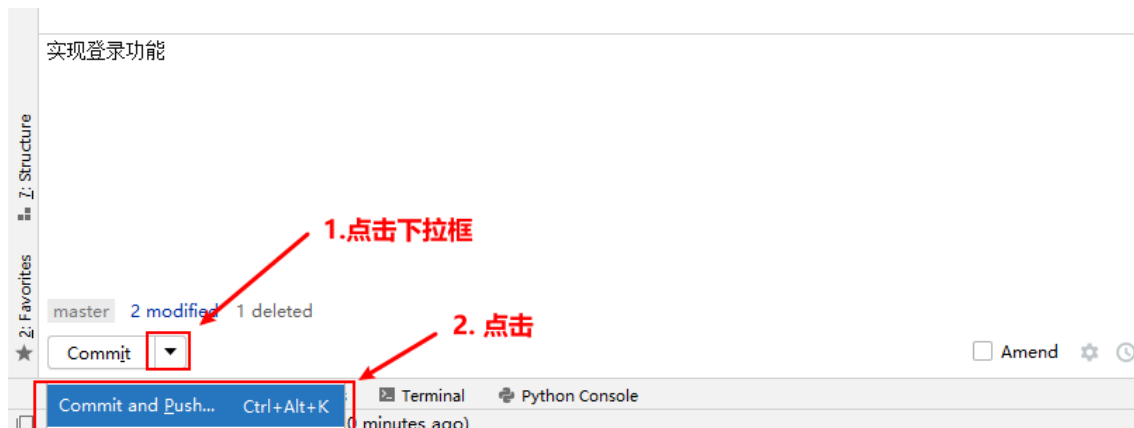 实现登录功能
7: Structure
1.点击下拉框
2: Favorites
master 2 modified 1 deleted
2. 点击
Commit
Amend
Terminal Python Console
Commit and Push... Ctrl+Alt+K
minutes ago)